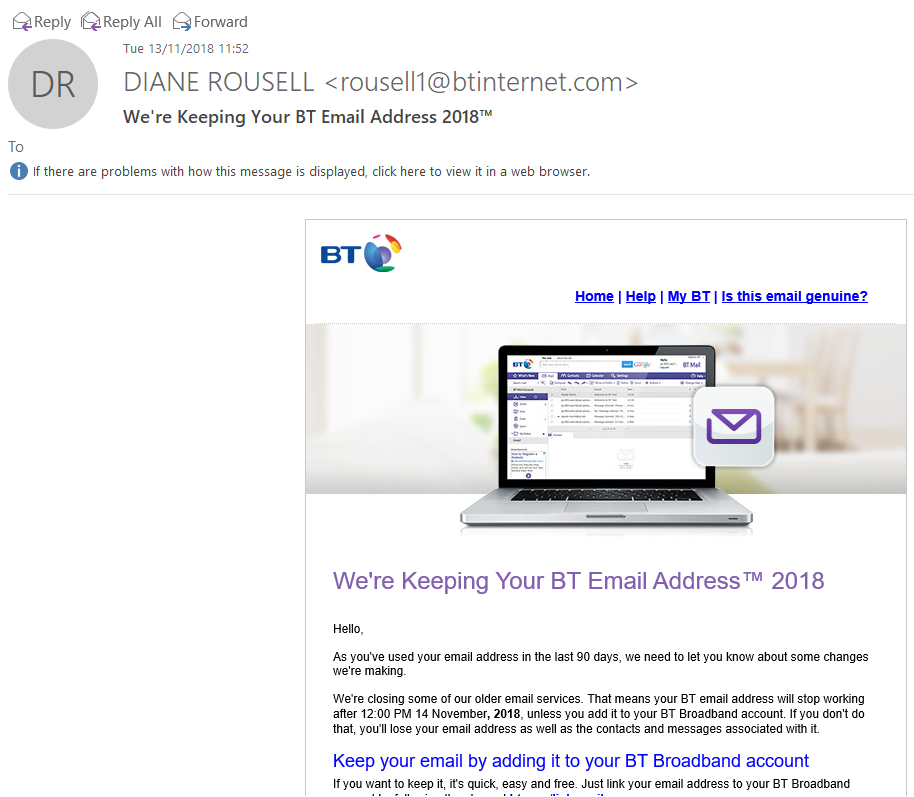 Reply Reply All Forward
Tue 13/11/2018 11:52
DR
DIANE ROUSELL <rousell1@btinternet.com>
We're Keeping Your BT Email Address 2018™
To
If there are problems with how this message is displayed, click here to view it in a web browser.
BT
Home | Help | My BT | Is this email genuine?
We're Keeping Your BT Email Address™ 2018
Hello,
As you've used your email address in the last 90 days, we need to let you know about some changes
we're making.
We're closing some of our older email services. That means your BT email address will stop working
after 12:00 PM 14 November, 2018, unless you add it to your BT Broadband account. If you don't do
that, you'll lose your email address as well as the contacts and messages associated with it.
Keep your email by adding it to your BT Broadband account
If you want to keep it, it's quick, easy and free. Just link your email address to your BT Broadband